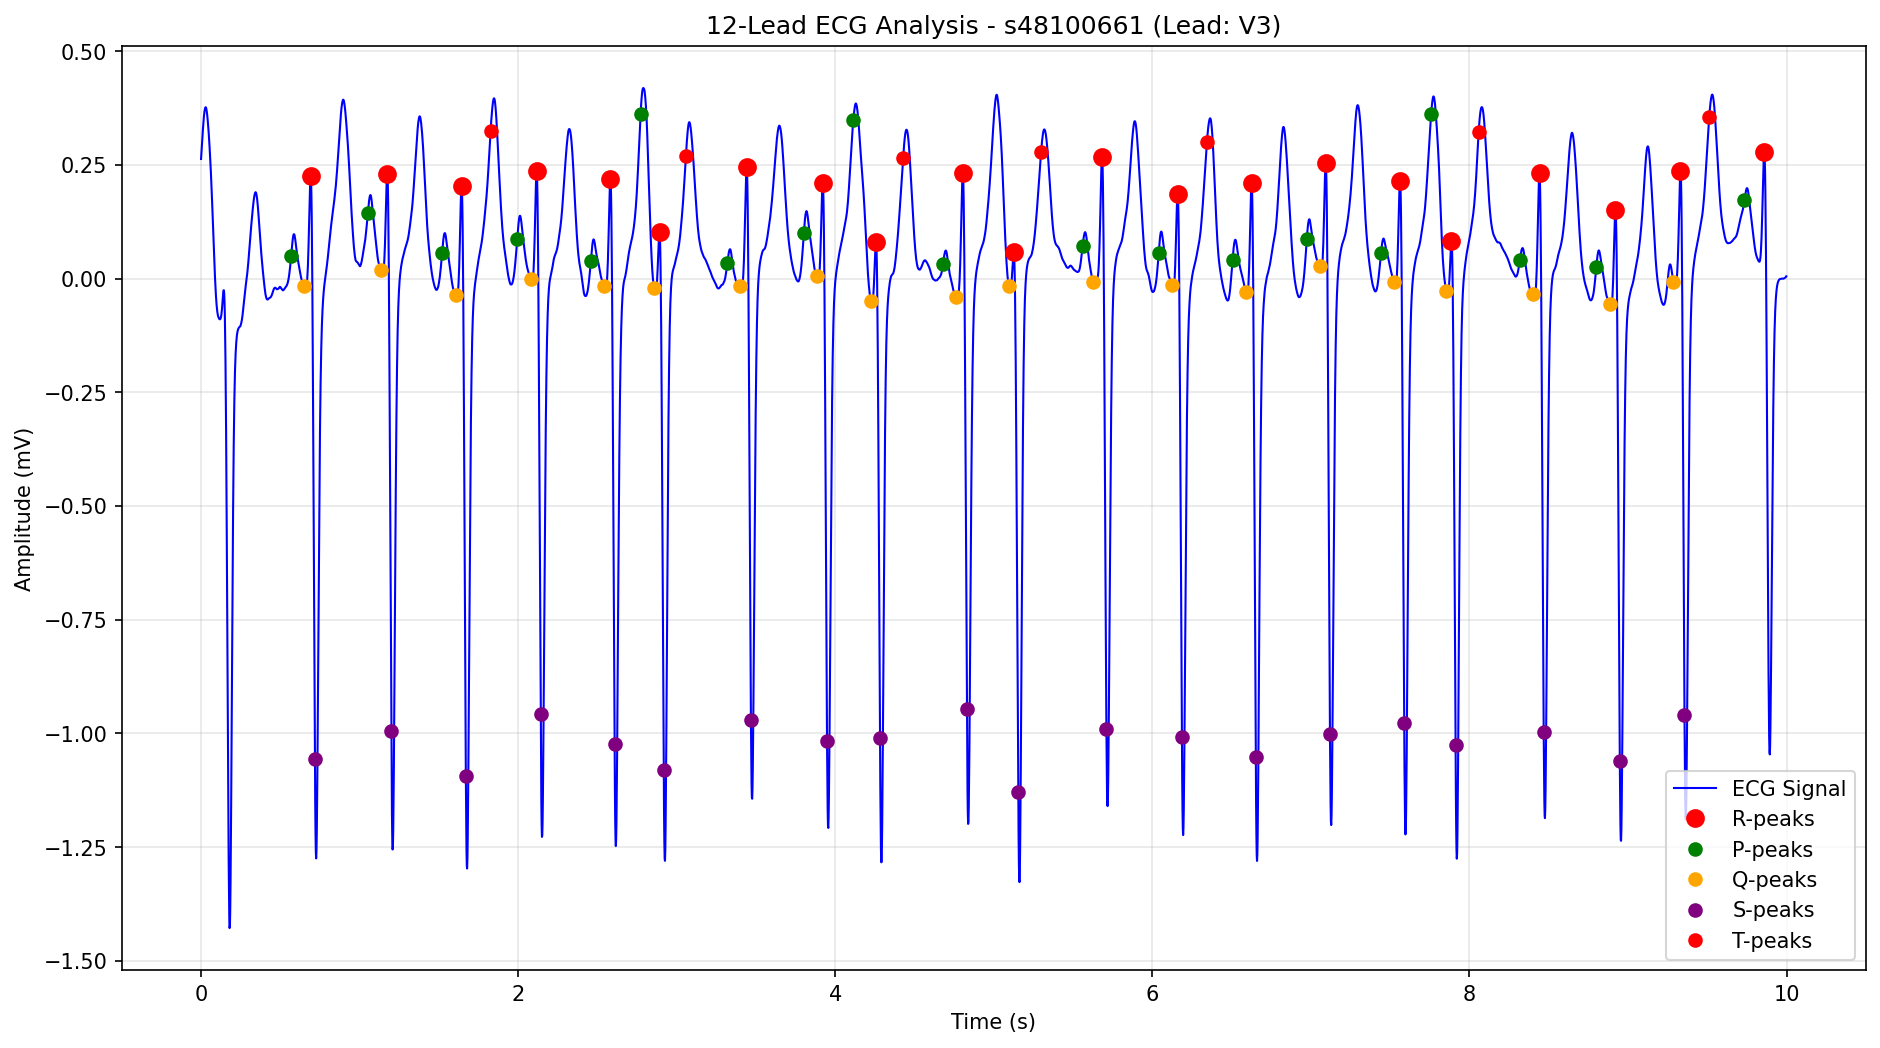 12-Lead ECG Analysis - s48100661 (Lead: V3)
0.50
0.25
0.00
−0.25
−0.50
−0.75
−1.00
−1.25
−1.50
Amplitude (mV)
0 2 4 6 8 10
Time (s)
ECG Signal
R-peaks
P-peaks
Q-peaks
S-peaks
T-peaks